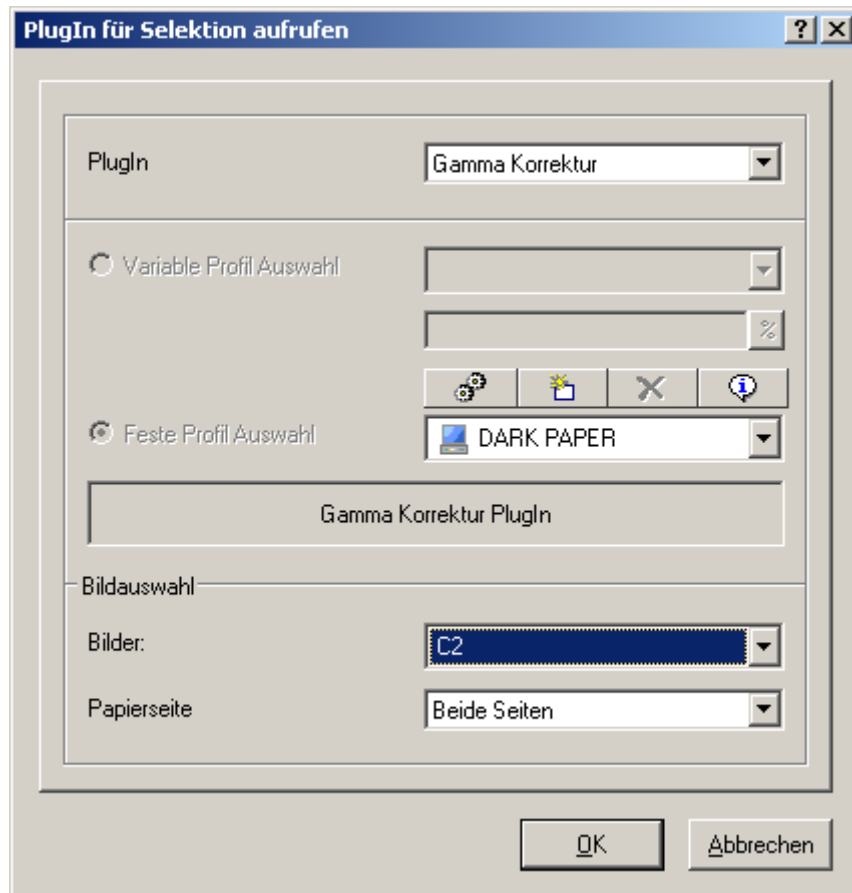 PlugIn für Selektion aufrufen
PlugIn
Gamma Korrektur
Variable Profil Auswahl
%
Feste Profil Auswahl
DARK PAPER
Gamma Korrektur PlugIn
Bildauswahl
Bilder:
C2
Papierseite
Beide Seiten
OK
Abbrechen